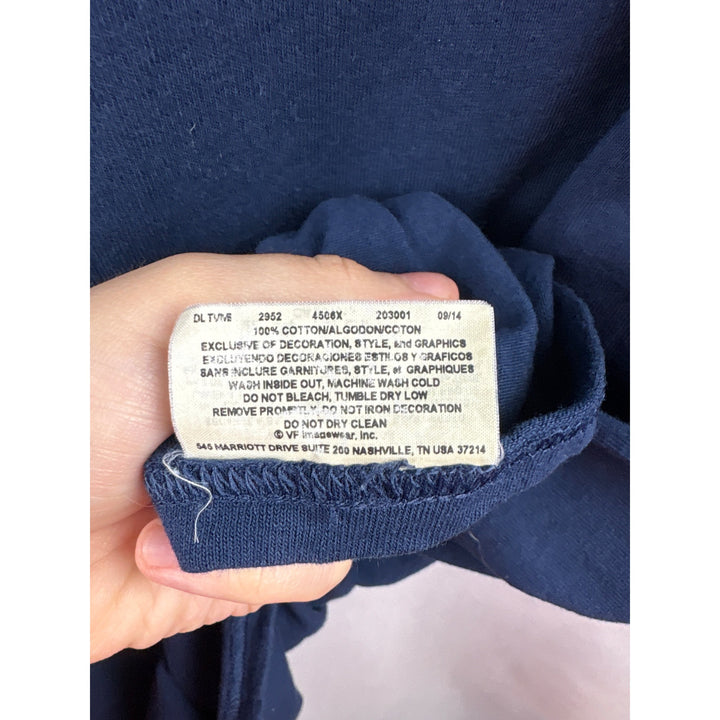 DLTVME 2952 4506X 203001 09/14
100% COTTON/ALGODON/COTON
EXCLUSIVE OF DECORATION, STYLE, and GRAPHICS
EXCLUYENDO DECORACIONES ESTILOS Y GRAFICOS
SANS INCLUIRE GARNITURES, STYLE, et GRAPHIQUES
WASH INSIDE OUT, MACHINE WASH COLD
DO NOT BLEACH, TUMBLE DRY LOW
REMOVE PROMPTLY, DO NOT IRON DECORATION
DO NOT DRY CLEAN
© VF Imagewear, Inc.
545 MARRIOTT DRIVE SUITE 200 NASHVILLE, TN USA 37214